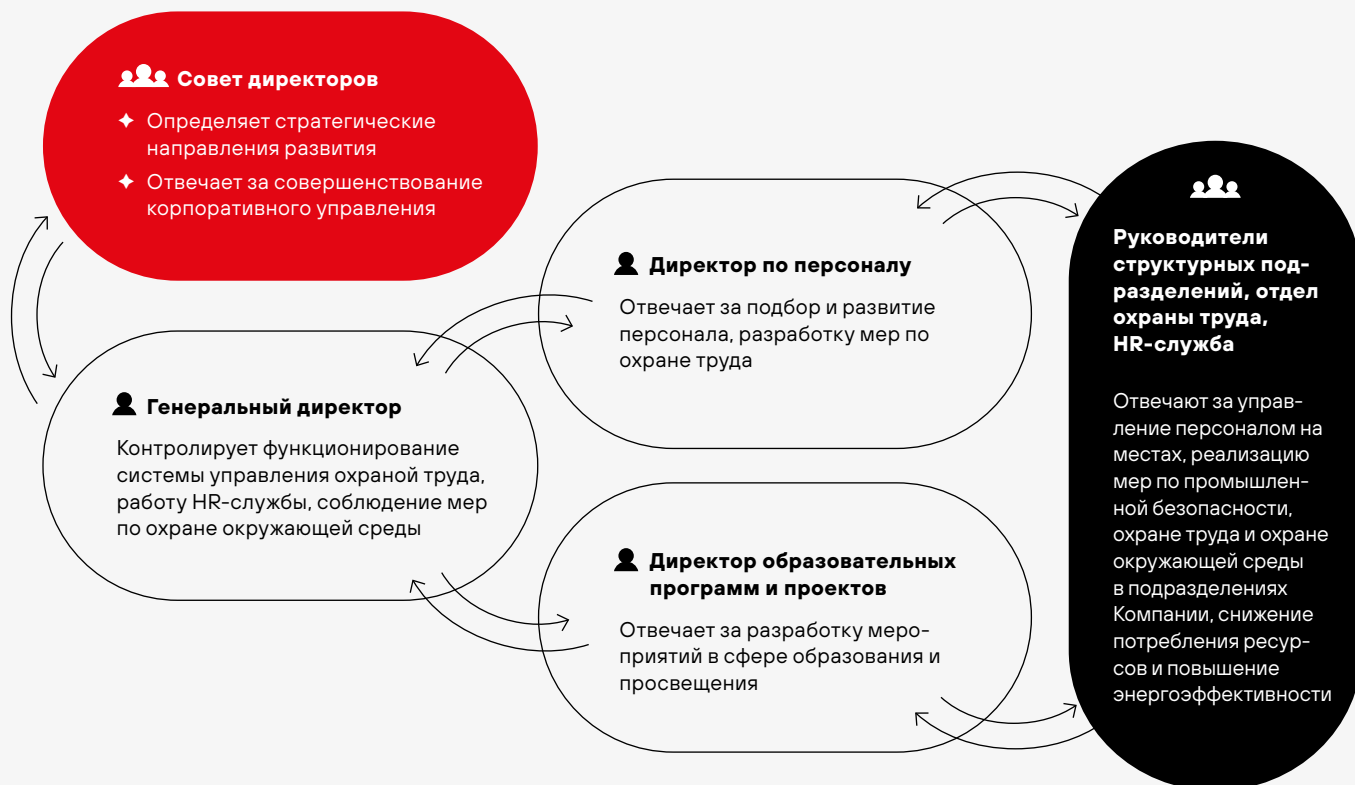 Совет директоров
Определяет стратегические
направления развития
Отвечает за совершенствование
корпоративного управления
Генеральный директор
Контролирует функционирование
системы управления охраной труда,
работу HR-службы, соблюдение мер
по охране окружающей среды
Директор по персоналу
Отвечает за подбор и развитие
персонала, разработку мер по
охране труда
Директор образовательных
программ и проектов
Отвечает за разработку меро-
приятий в сфере образования и
просвещения
Руководители
структурных под-
разделений, отдел
охраны труда,
HR-служба
Отвечают за управ-
ление персоналом на
местах, реализацию
мер по промышлен-
ной безопасности,
охране труда и охране
окружающей среды
в подразделениях
Компании, снижение
потребления ресур-
сов и повышение
энергоэффективности